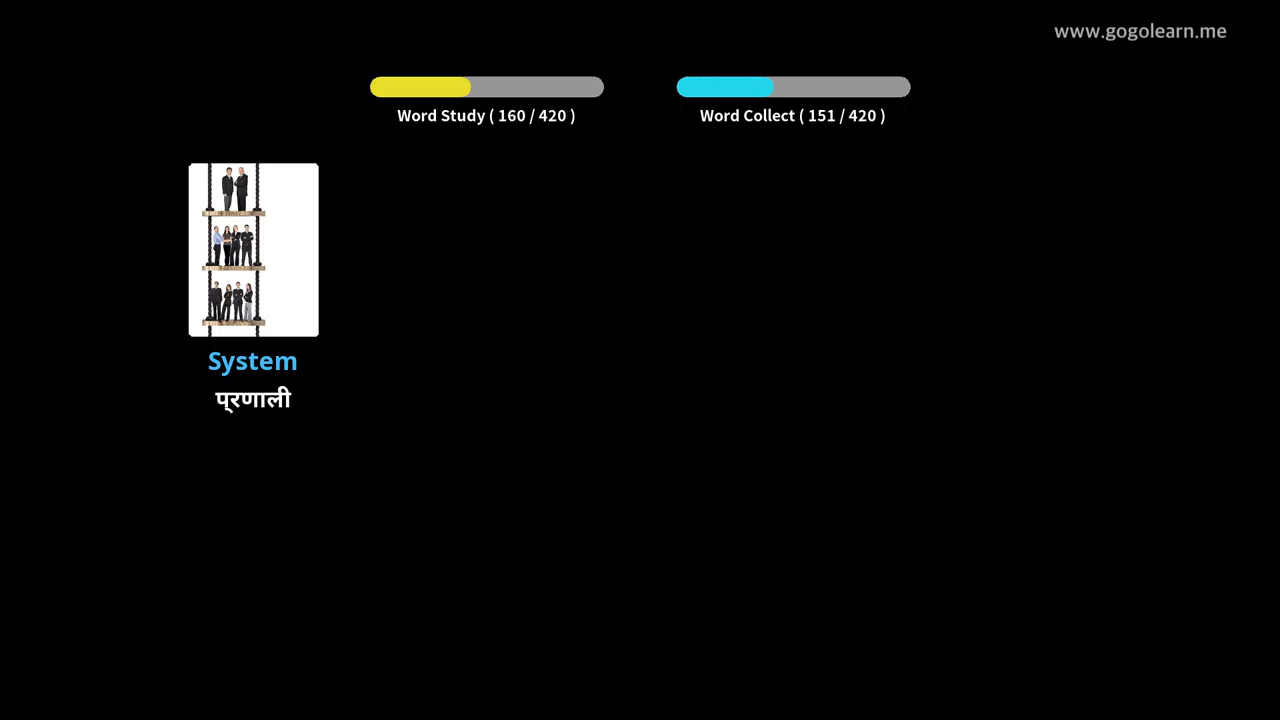 www.gogolearn.me
Word Study ( 160 / 420 )
Word Collect ( 151 / 420 )
System
प्रणाली